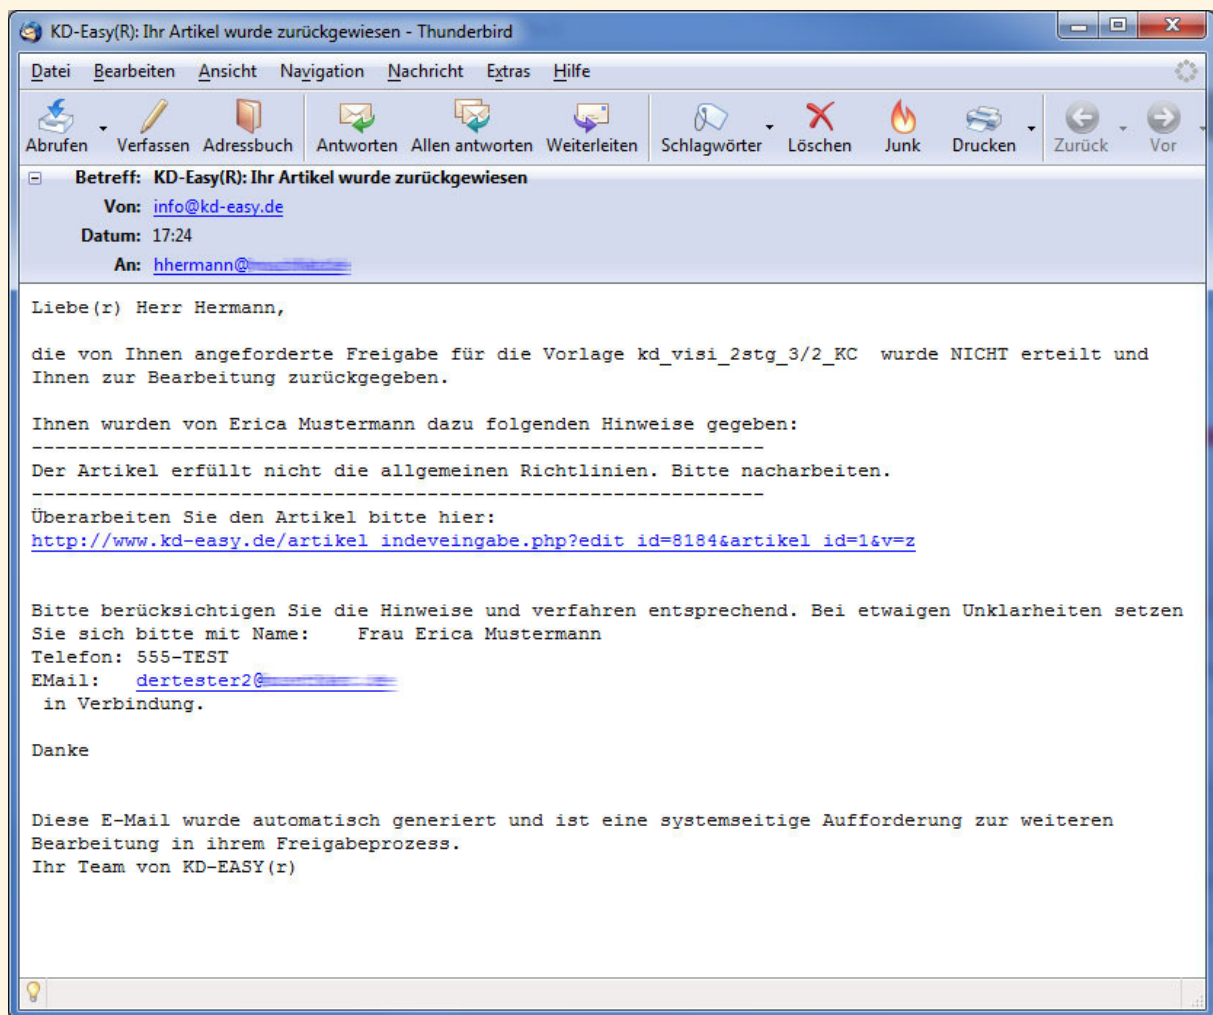 KD-Easy(R): Ihr Artikel wurde zurückgewiesen - Thunderbird
Datei Bearbeiten Ansicht Navigation Nachricht Extras Hilfe
Abrufen Verfassen Adressbuch Antworten Allen antworten Weiterleiten Schlagwörter Löschen Junk Drucken Zurück Vor
Betreff: KD-Easy(R): Ihr Artikel wurde zurückgewiesen
Von: info@kd-easy.de
Datum: 17:24
An: hhermann@
Liebe(r) Herr Hermann,
die von Ihnen angeforderte Freigabe für die Vorlage kd_visi_2stg_3/2_KC  wurde NICHT erteilt und
Ihnen zur Bearbeitung zurückgegeben.
Ihnen wurden von Erica Mustermann dazu folgenden Hinweise gegeben:
---------------------------------------------------------------
Der Artikel erfüllt nicht die allgemeinen Richtlinien. Bitte nacharbeiten.
---------------------------------------------------------------
Überarbeiten Sie den Artikel bitte hier:
http://www.kd-easy.de/artikel_indeveingabe.php?edit_id=8184&artikel_id=1&v=z
Bitte berücksichtigen Sie die Hinweise und verfahren entsprechend. Bei etwaigen Unklarheiten setzen
Sie sich bitte mit Name:    Frau Erica Mustermann
Telefon: 555-TEST
EMail:   dertester2@
in Verbindung.
Danke
Diese E-Mail wurde automatisch generiert und ist eine systemseitige Aufforderung zur weiteren
Bearbeitung in ihrem Freigabeprozess.
Ihr Team von KD-EASY(r)